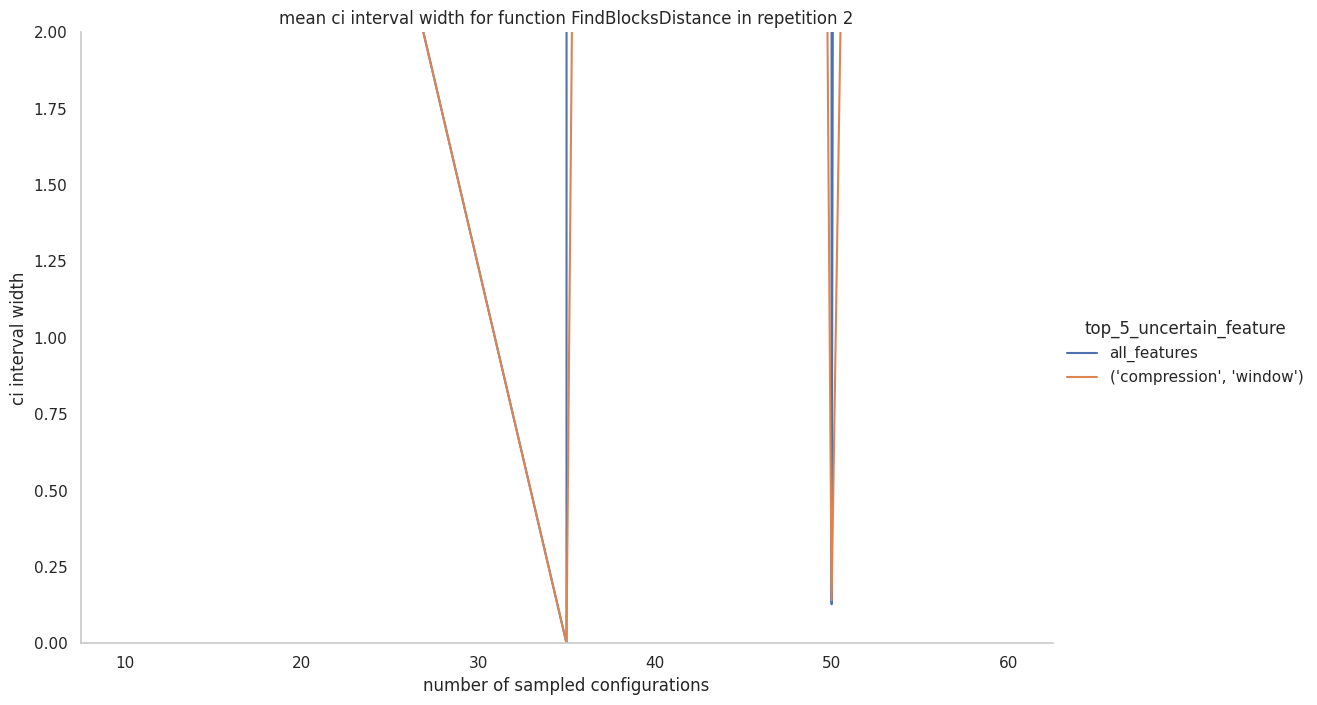 mean ci interval width for function FindBlocksDistance in repetition 2
2.00
1.75
1.50
1.25
1.00
0.75
0.50
0.25
0.00
ci interval width
10 20 30 40 50 60
number of sampled configurations
top_5_uncertain_feature
all_features
('compression', 'window')